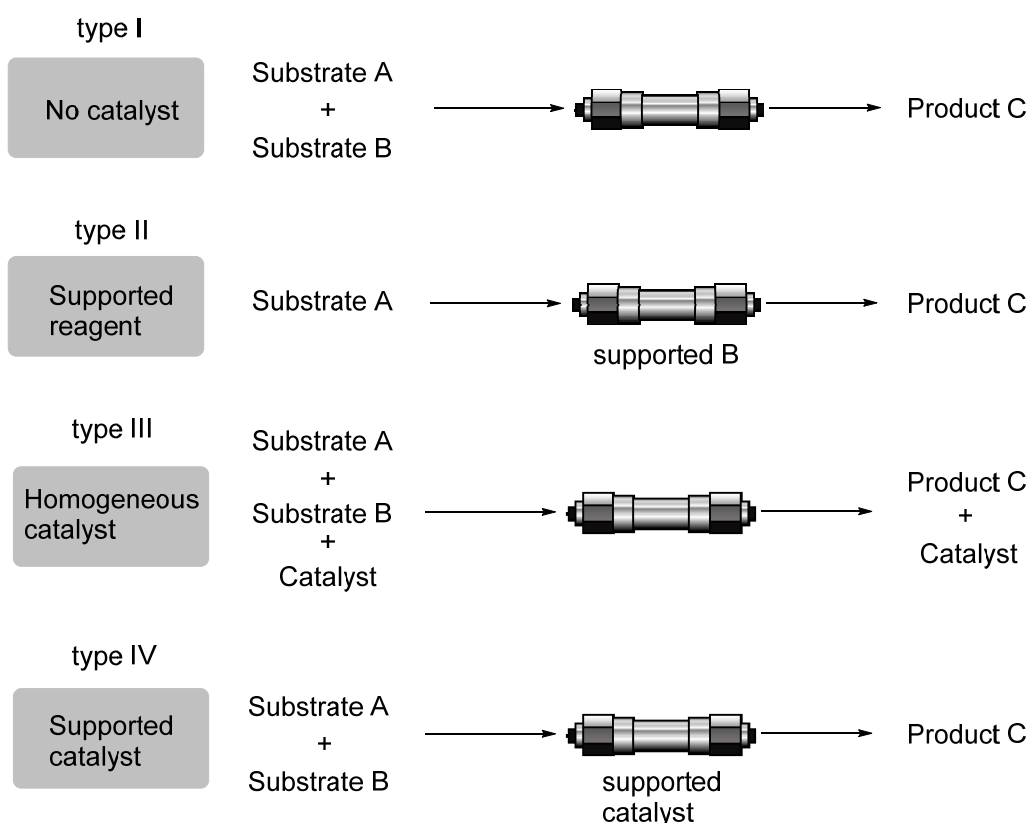 type I
No catalyst
Substrate A
+
Substrate B
Product C
type II
Supported
reagent
Substrate A
supported B
Product C
type III
Homogeneous
catalyst
Substrate A
+
Substrate B
+
Catalyst
Product C
+
Catalyst
type IV
Supported
catalyst
Substrate A
+
Substrate B
supported
catalyst
Product C